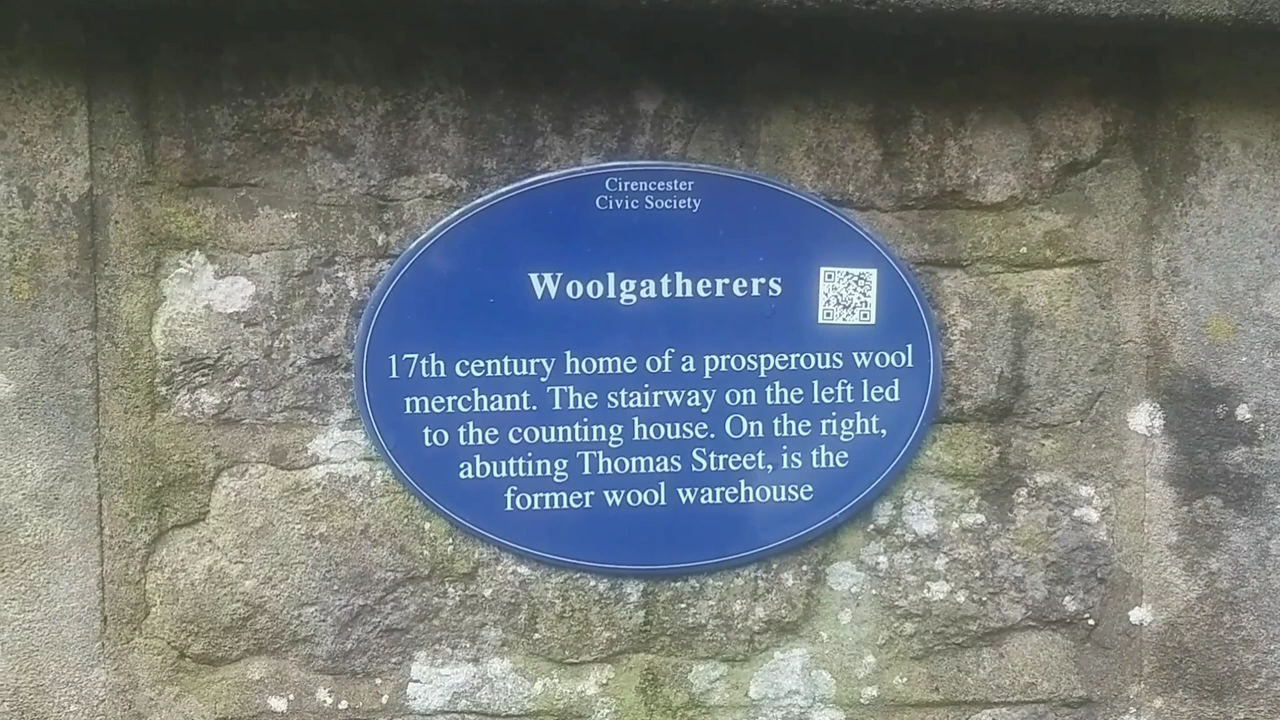 Cirencester
Civic Society
Woolgatherers
17th century home of a prosperous wool
merchant. The stairway on the left led
to the counting house. On the right,
abutting Thomas Street, is the
former wool warehouse